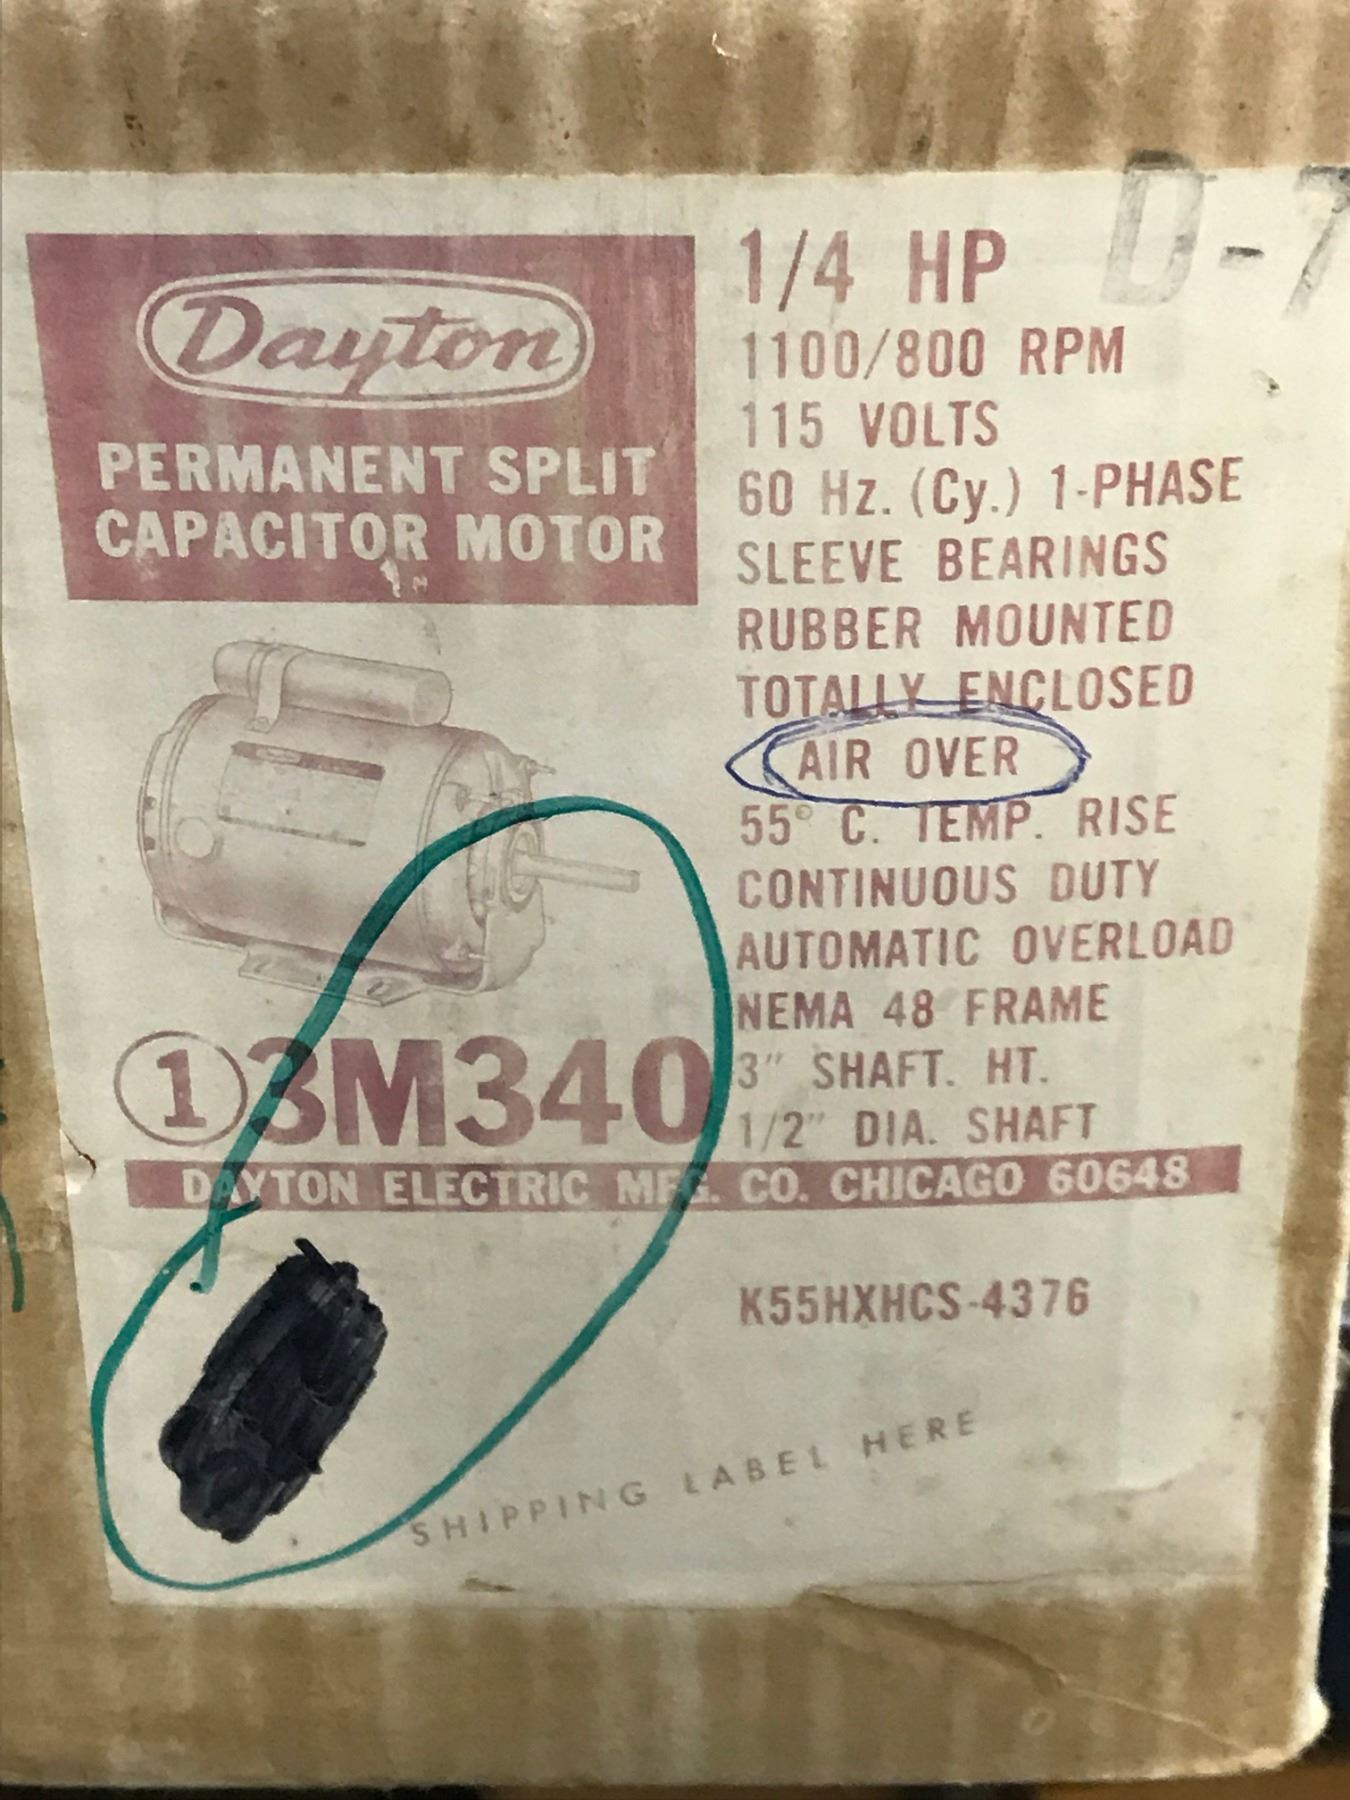 D-7
Dayton
PERMANENT SPLIT
CAPACITOR MOTOR
1/4 HP
1100/800 RPM
115 VOLTS
60 Hz. (Cy.) 1-PHASE
SLEEVE BEARINGS
RUBBER MOUNTED
TOTALLY ENCLOSED
AIR OVER
55° C. TEMP. RISE
CONTINUOUS DUTY
AUTOMATIC OVERLOAD
NEMA 48 FRAME
3" SHAFT. HT.
1/2" DIA. SHAFT
1 3M340
DAYTON ELECTRIC MFG. CO. CHICAGO 60648
K55HXHCS-4376
SHIPPING LABEL HERE